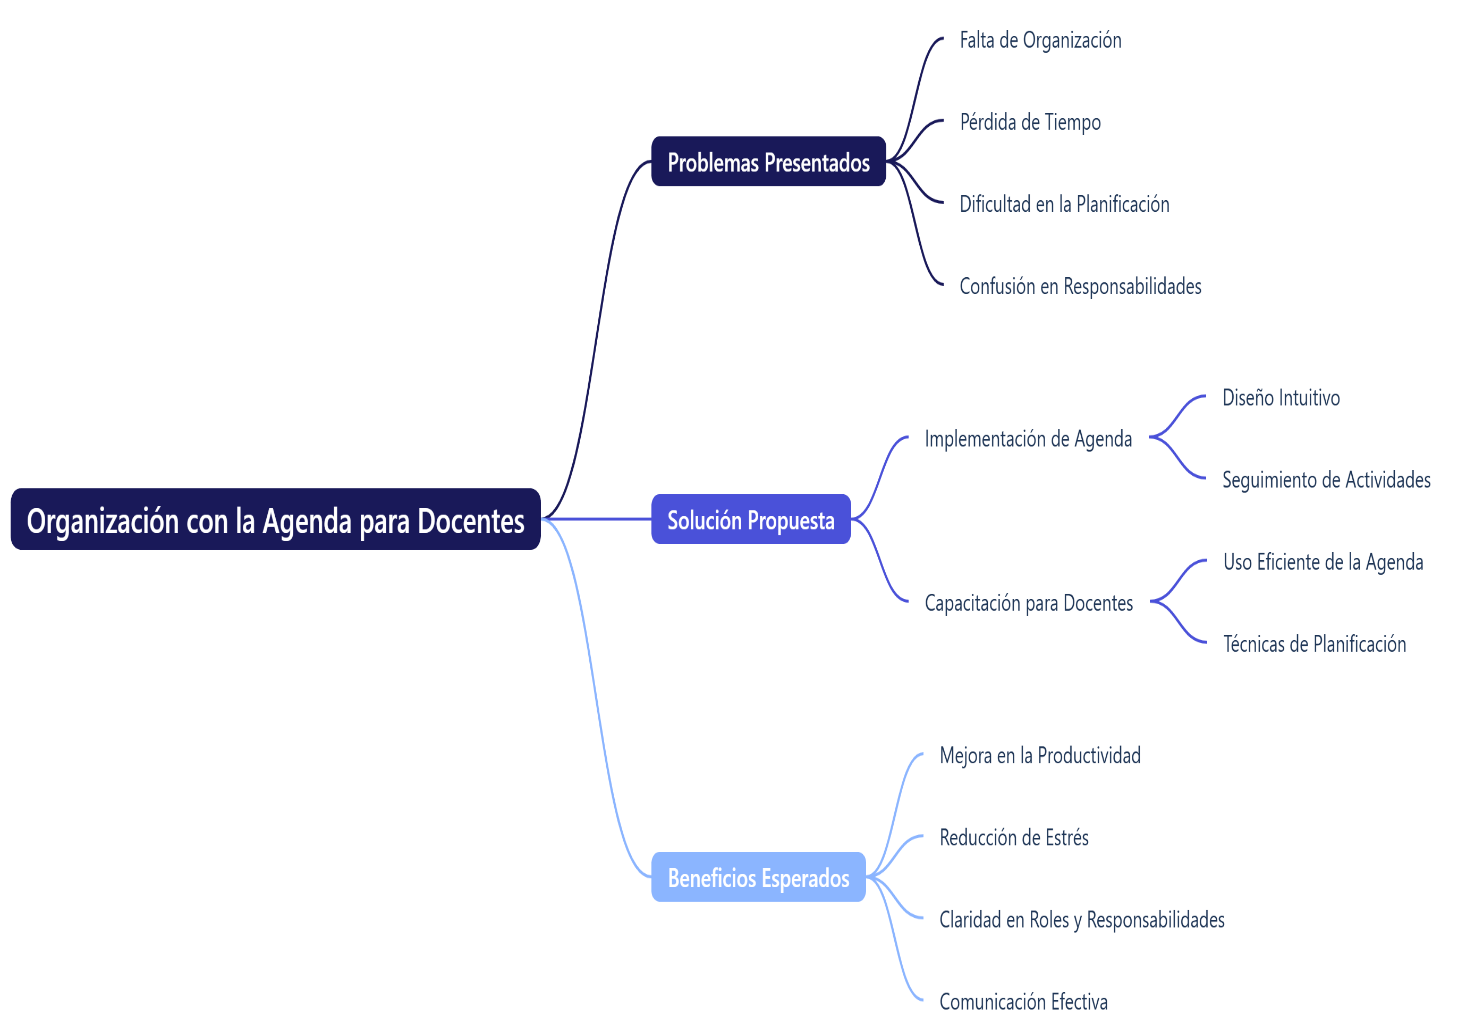 Organización con la Agenda para Docentes
Problemas Presentados
Falta de Organización
Pérdida de Tiempo
Dificultad en la Planificación
Confusión en Responsabilidades
Solución Propuesta
Implementación de Agenda
Diseño Intuitivo
Seguimiento de Actividades
Capacitación para Docentes
Uso Eficiente de la Agenda
Técnicas de Planificación
Beneficios Esperados
Mejora en la Productividad
Reducción de Estrés
Claridad en Roles y Responsabilidades
Comunicación Efectiva